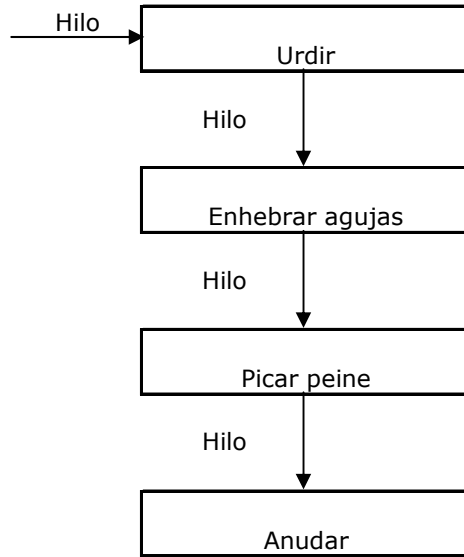 Hilo
Urdir
Hilo
Enhebrar agujas
Hilo
Picar peine
Hilo
Anudar